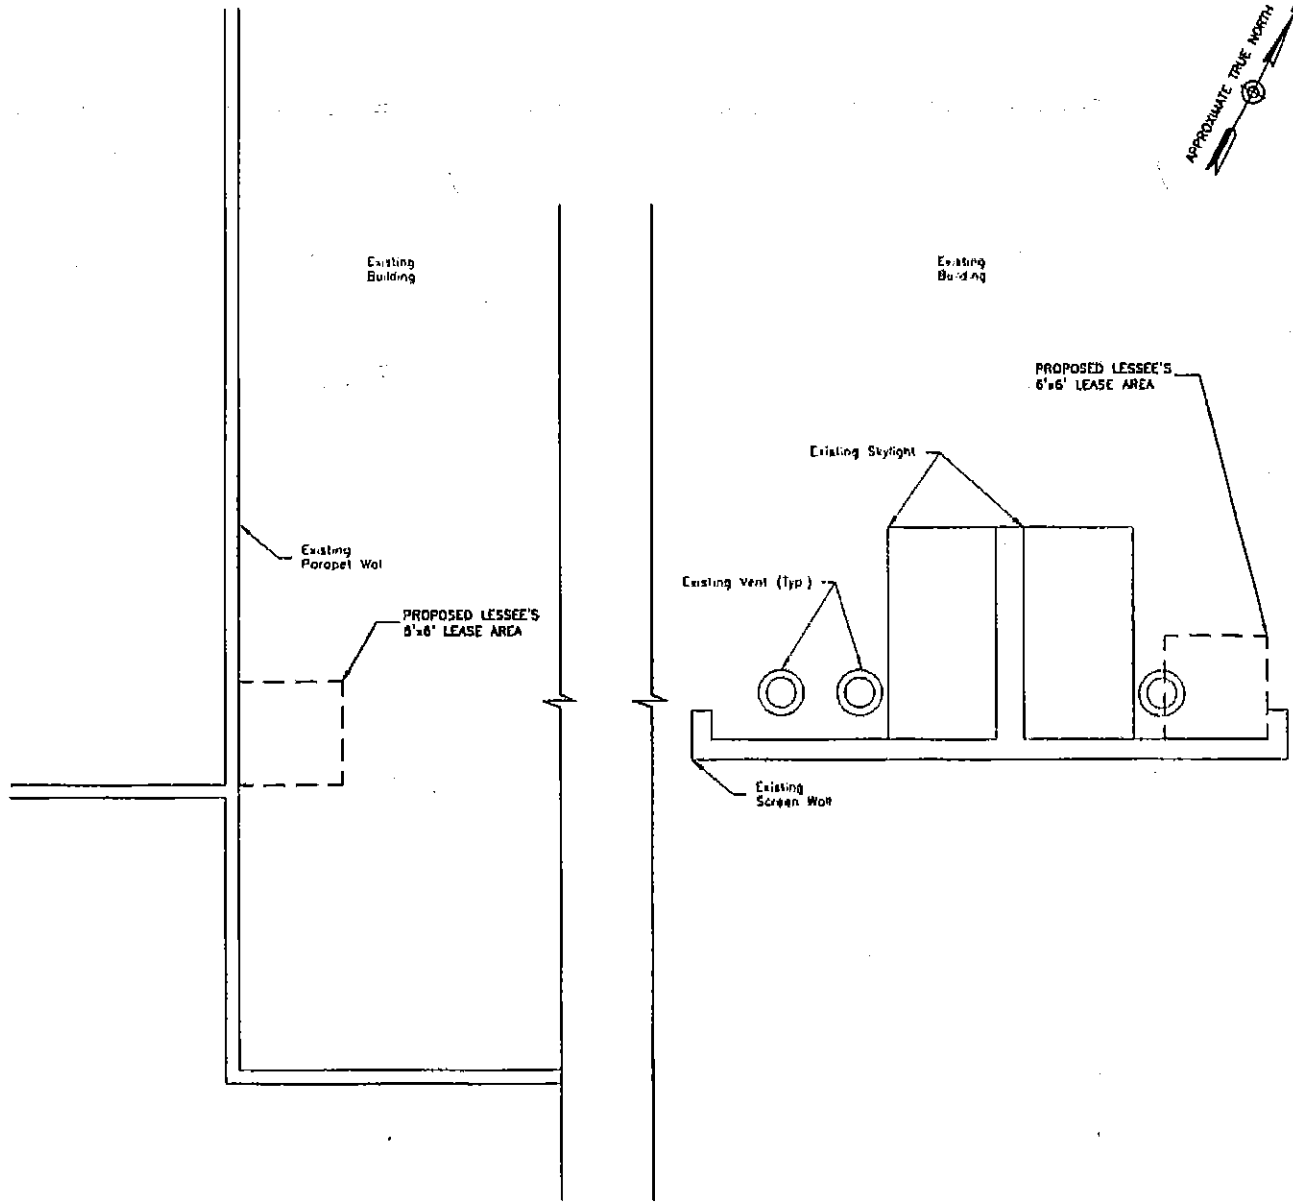 APPROXIMATE TRUE NORTH
Existing
Building
Existing
Building
PROPOSED LESSEE'S
6'x6' LEASE AREA
Existing Skylight
Existing
Parapet Wall
Existing Vent (Typ.)
PROPOSED LESSEE'S
6'x6' LEASE AREA
Existing
Screen Wall